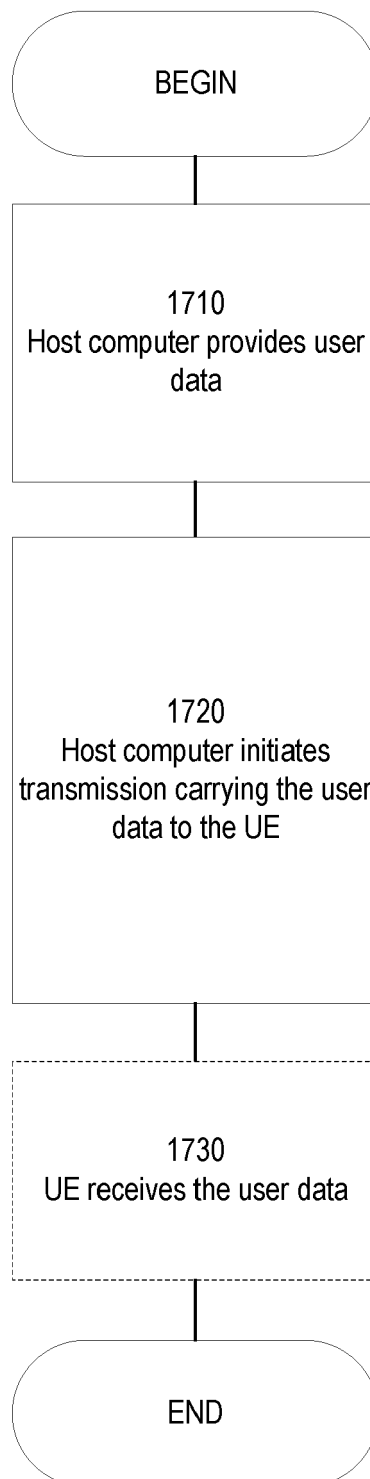 BEGIN
1710
Host computer provides user
data
1720
Host computer initiates
transmission carrying the user
data to the UE
1730
UE receives the user data
END